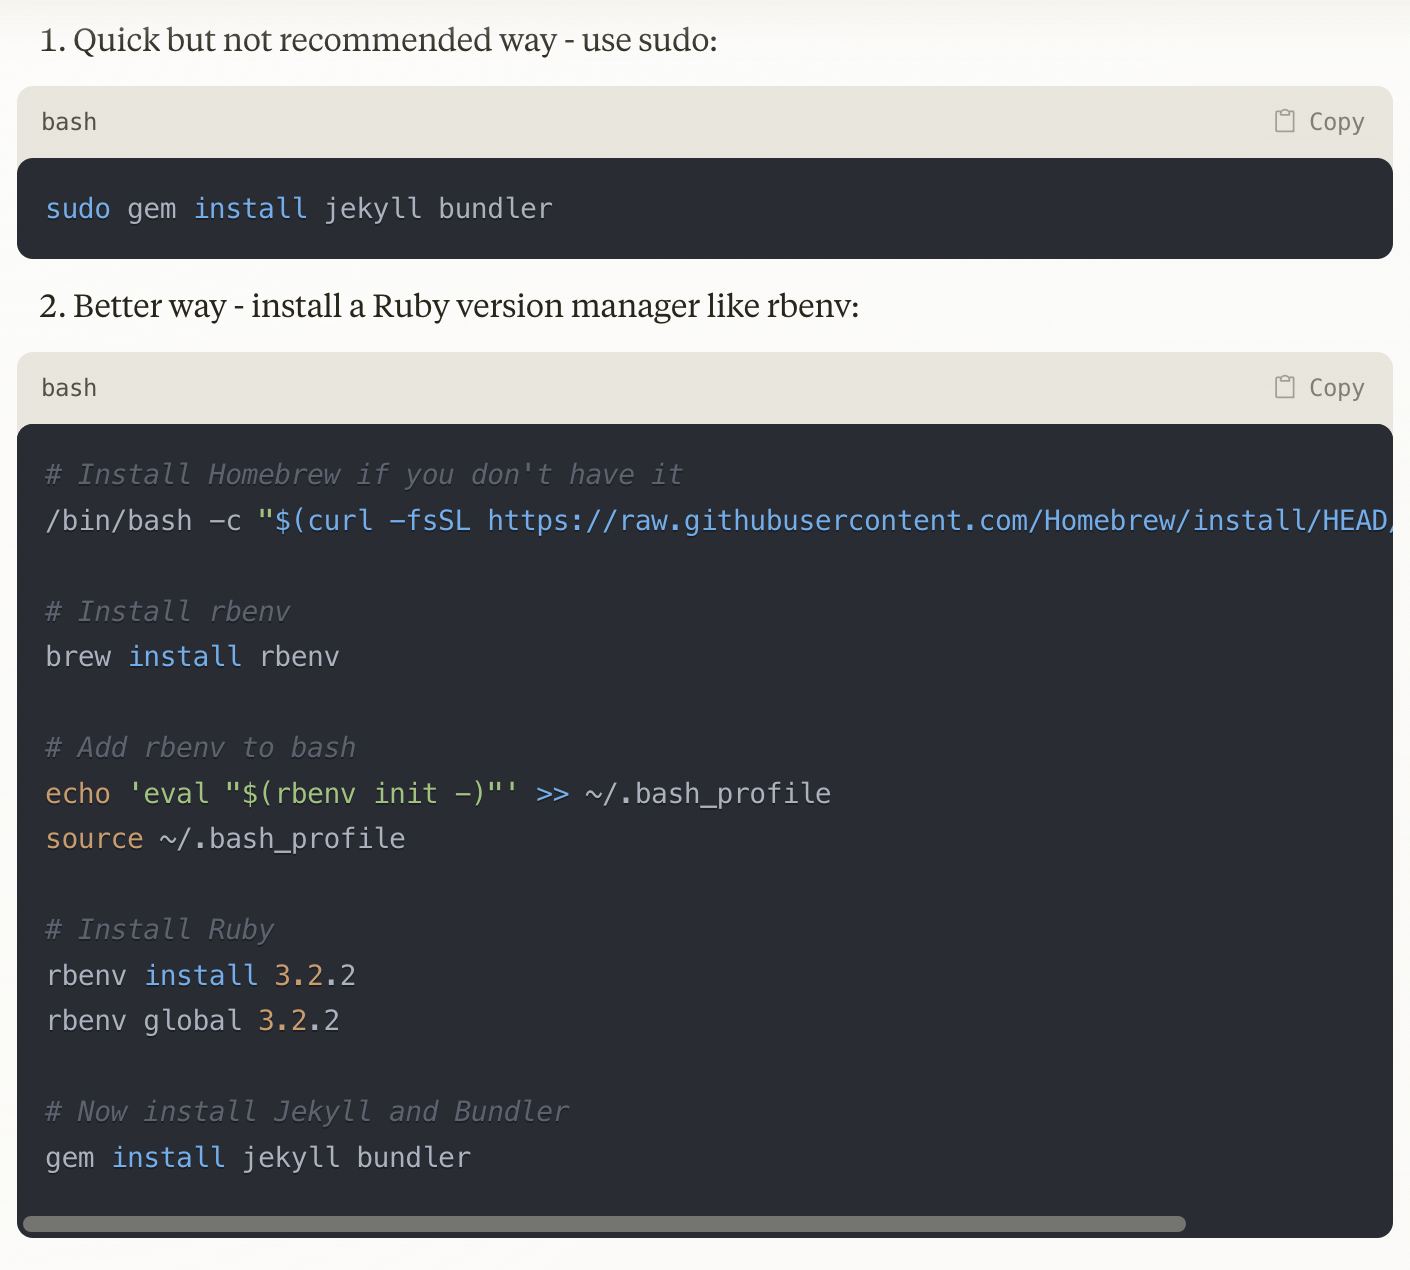 1. Quick but not recommended way - use sudo:
bash
Copy
sudo gem install jekyll bundler
2. Better way - install a Ruby version manager like rbenv:
bash
Copy
# Install Homebrew if you don't have it
/bin/bash -c "$(curl -fsSL https://raw.githubusercontent.com/Homebrew/install/HEAD/
# Install rbenv
brew install rbenv
# Add rbenv to bash
echo 'eval "$(rbenv init -)"' >> ~/.bash_profile
source ~/.bash_profile
# Install Ruby
rbenv install 3.2.2
rbenv global 3.2.2
# Now install Jekyll and Bundler
gem install jekyll bundler